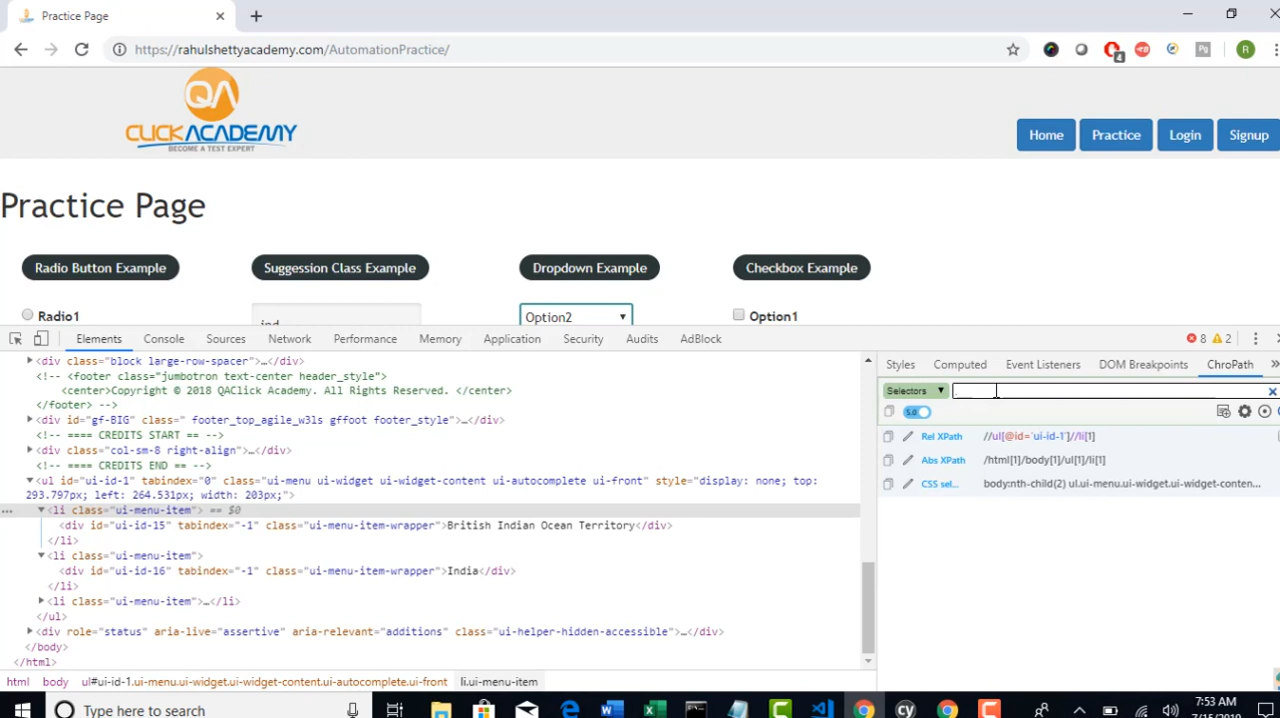 Practice Page
https://rahulshettyacademy.com/AutomationPractice/
4
Pg
R
QA
CLICKACADEMY
BECOME A TEST EXPERT
Home Practice Login Signup
Practice Page
Radio Button Example Suggession Class Example Dropdown Example Checkbox Example
Radio1 ind Option2 Option1
Elements Console Sources Network Performance Memory Application Security Audits AdBlock 8 2
<div class="block large-row-spacer">…</div>
<!-- <footer class="jumbotron text-center header_style">
<center>Copyright © 2018 QAClick Academy. All Rights Reserved. </center>
</footer> -->
<div id="gf-BIG" class=" footer_top_agile_w3ls gffoot footer_style">…</div>
<!-- ==== CREDITS START == -->
<div class="col-sm-8 right-align">…</div>
<!-- ==== CREDITS END == -->
<ul id="ui-id-1" tabindex="0" class="ui-menu ui-widget ui-widget-content ui-autocomplete ui-front" style="display: none; top:
293.797px; left: 264.531px; width: 203px;">
<li class="ui-menu-item"> == $0
<div id="ui-id-15" tabindex="-1" class="ui-menu-item-wrapper">British Indian Ocean Territory</div>
</li>
<li class="ui-menu-item">
<div id="ui-id-16" tabindex="-1" class="ui-menu-item-wrapper">India</div>
</li>
<li class="ui-menu-item">…</li>
</ul>
<div role="status" aria-live="assertive" aria-relevant="additions" class="ui-helper-hidden-accessible">…</div>
</body>
</html>
html body ul#ui-id-1.ui-menu.ui-widget.ui-widget-content.ui-autocomplete.ui-front li.ui-menu-item
Styles Computed Event Listeners DOM Breakpoints ChroPath »
Selectors
5.0
Rel XPath //ul[@id='ui-id-1']//li[1]
Abs XPath /html[1]/body[1]/ul[1]/li[1]
CSS sel... body:nth-child(2) ul.ui-menu.ui-widget.ui-widget-conten...
Type here to search
cy
7:53 AM